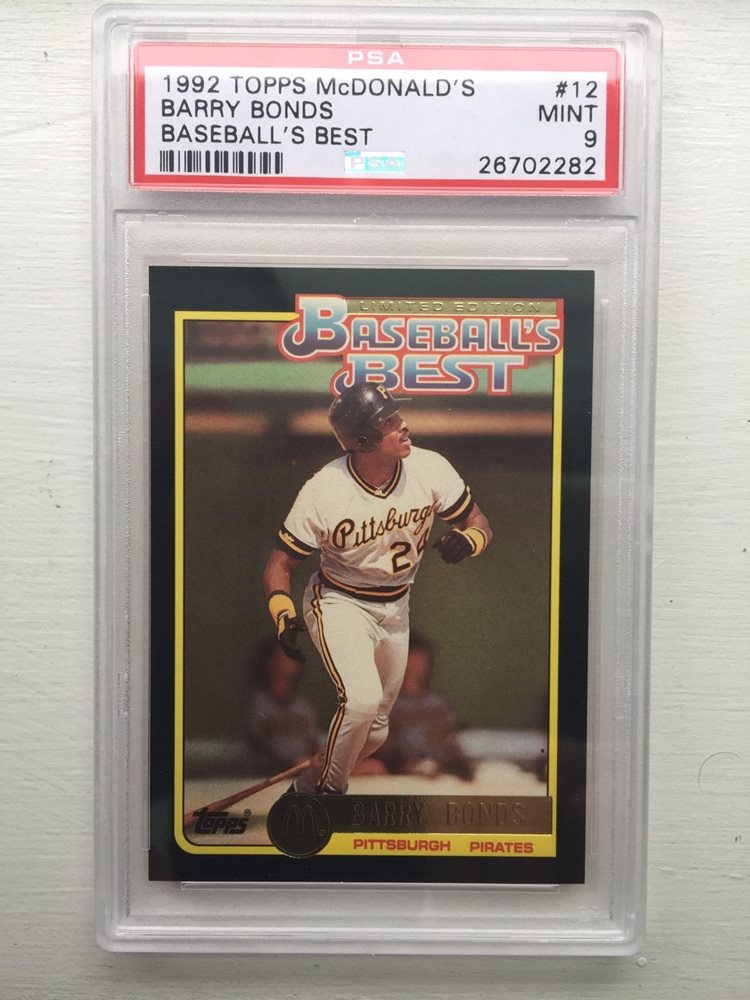 PSA
1992 TOPPS McDONALD'S #12
BARRY BONDS MINT
BASEBALL'S BEST 9
PSA 26702282
LIMITED EDITION
BASEBALL'S
BEST
P
Pittsburgh
24
TOPPS®
M
BARRY BONDS
PITTSBURGH PIRATES